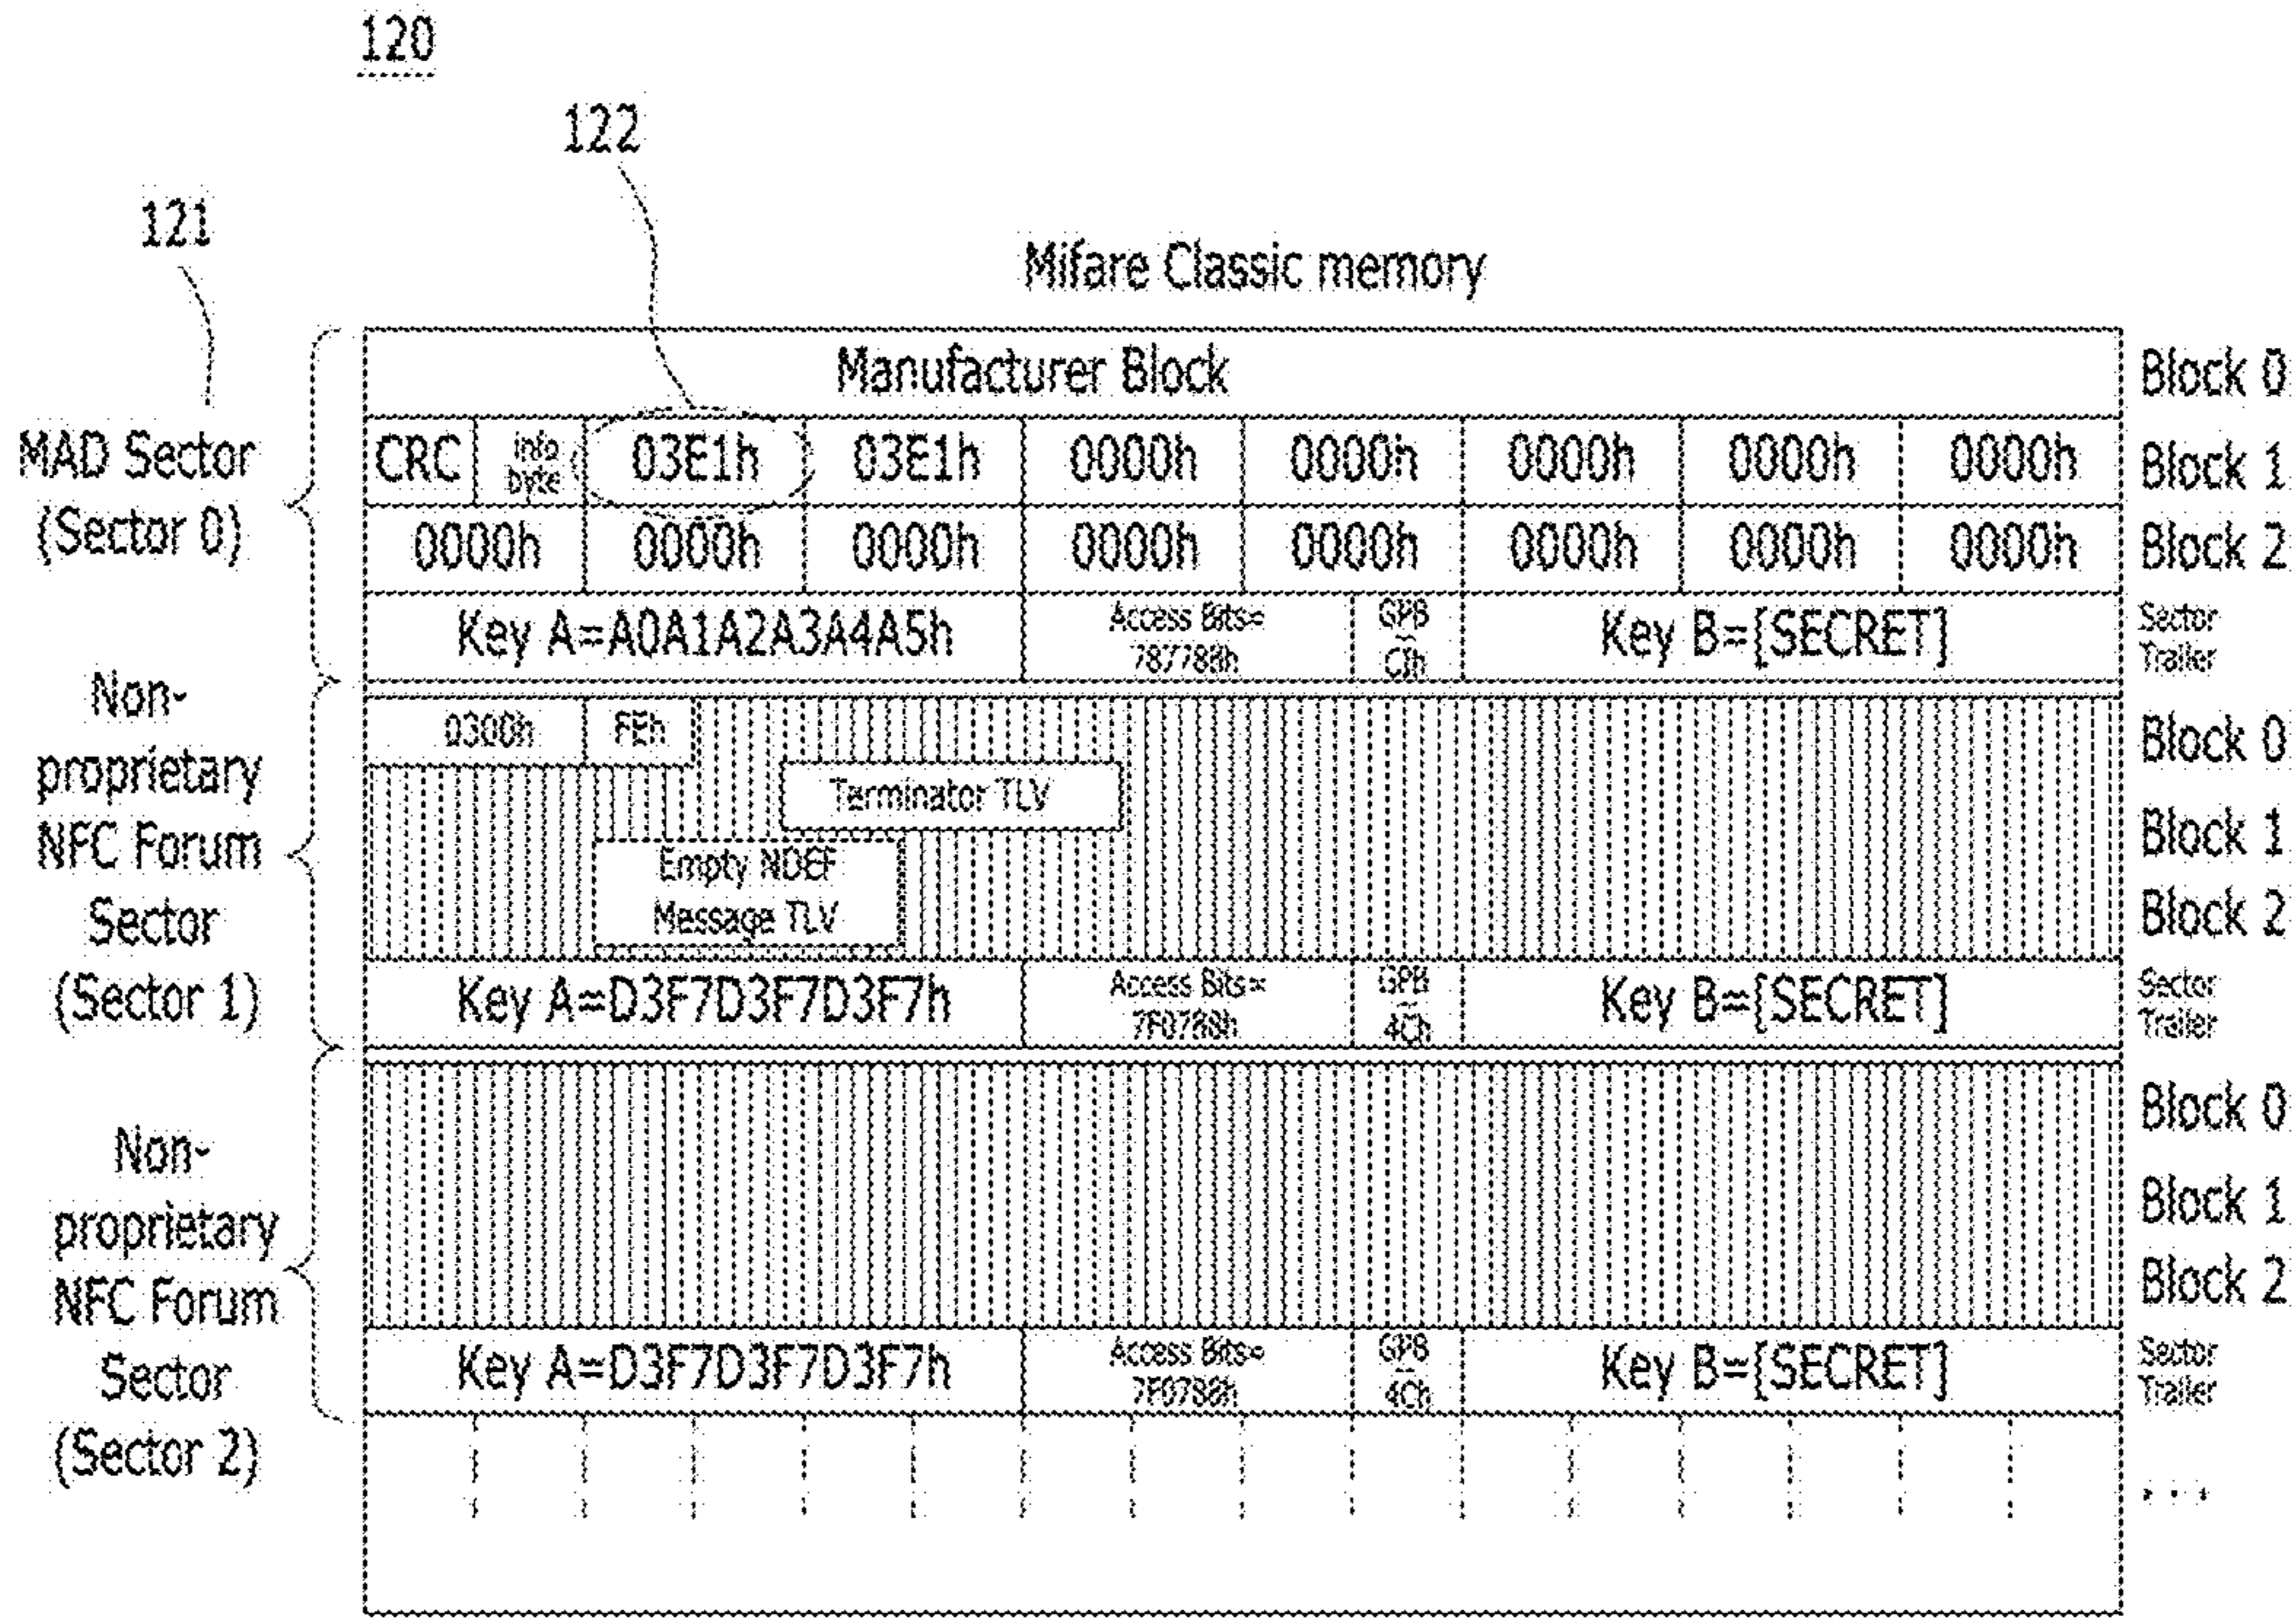 120
122
121
Mifare Classic memory
Manufacturer Block
Block 0
MAD Sector
(Sector 0)
CRC
info
byte
03E1h 03E1h 0000h 0000h 0000h 0000h 0000h
Block 1
0000h 0000h 0000h 0000h 0000h 0000h 0000h 0000h
Block 2
Key A=A0A1A2A3A4A5h
Access Bits=
787788h
GPB
=
C1h
Key B=[SECRET]
Sector
Trailer
Non-
proprietary
NFC Forum
Sector
(Sector 1)
0300h FEh
Block 0
Terminator TLV
Block 1
Empty NDEF
Message TLV
Block 2
Key A=D3F7D3F7D3F7h
Access Bits=
7F0788h
GPB
=
4Ch
Key B=[SECRET]
Sector
Trailer
Non-
proprietary
NFC Forum
Sector
(Sector 2)
Block 0
Block 1
Block 2
Key A=D3F7D3F7D3F7h
Access Bits=
7F0788h
GPB
=
4Ch
Key B=[SECRET]
Sector
Trailer
...